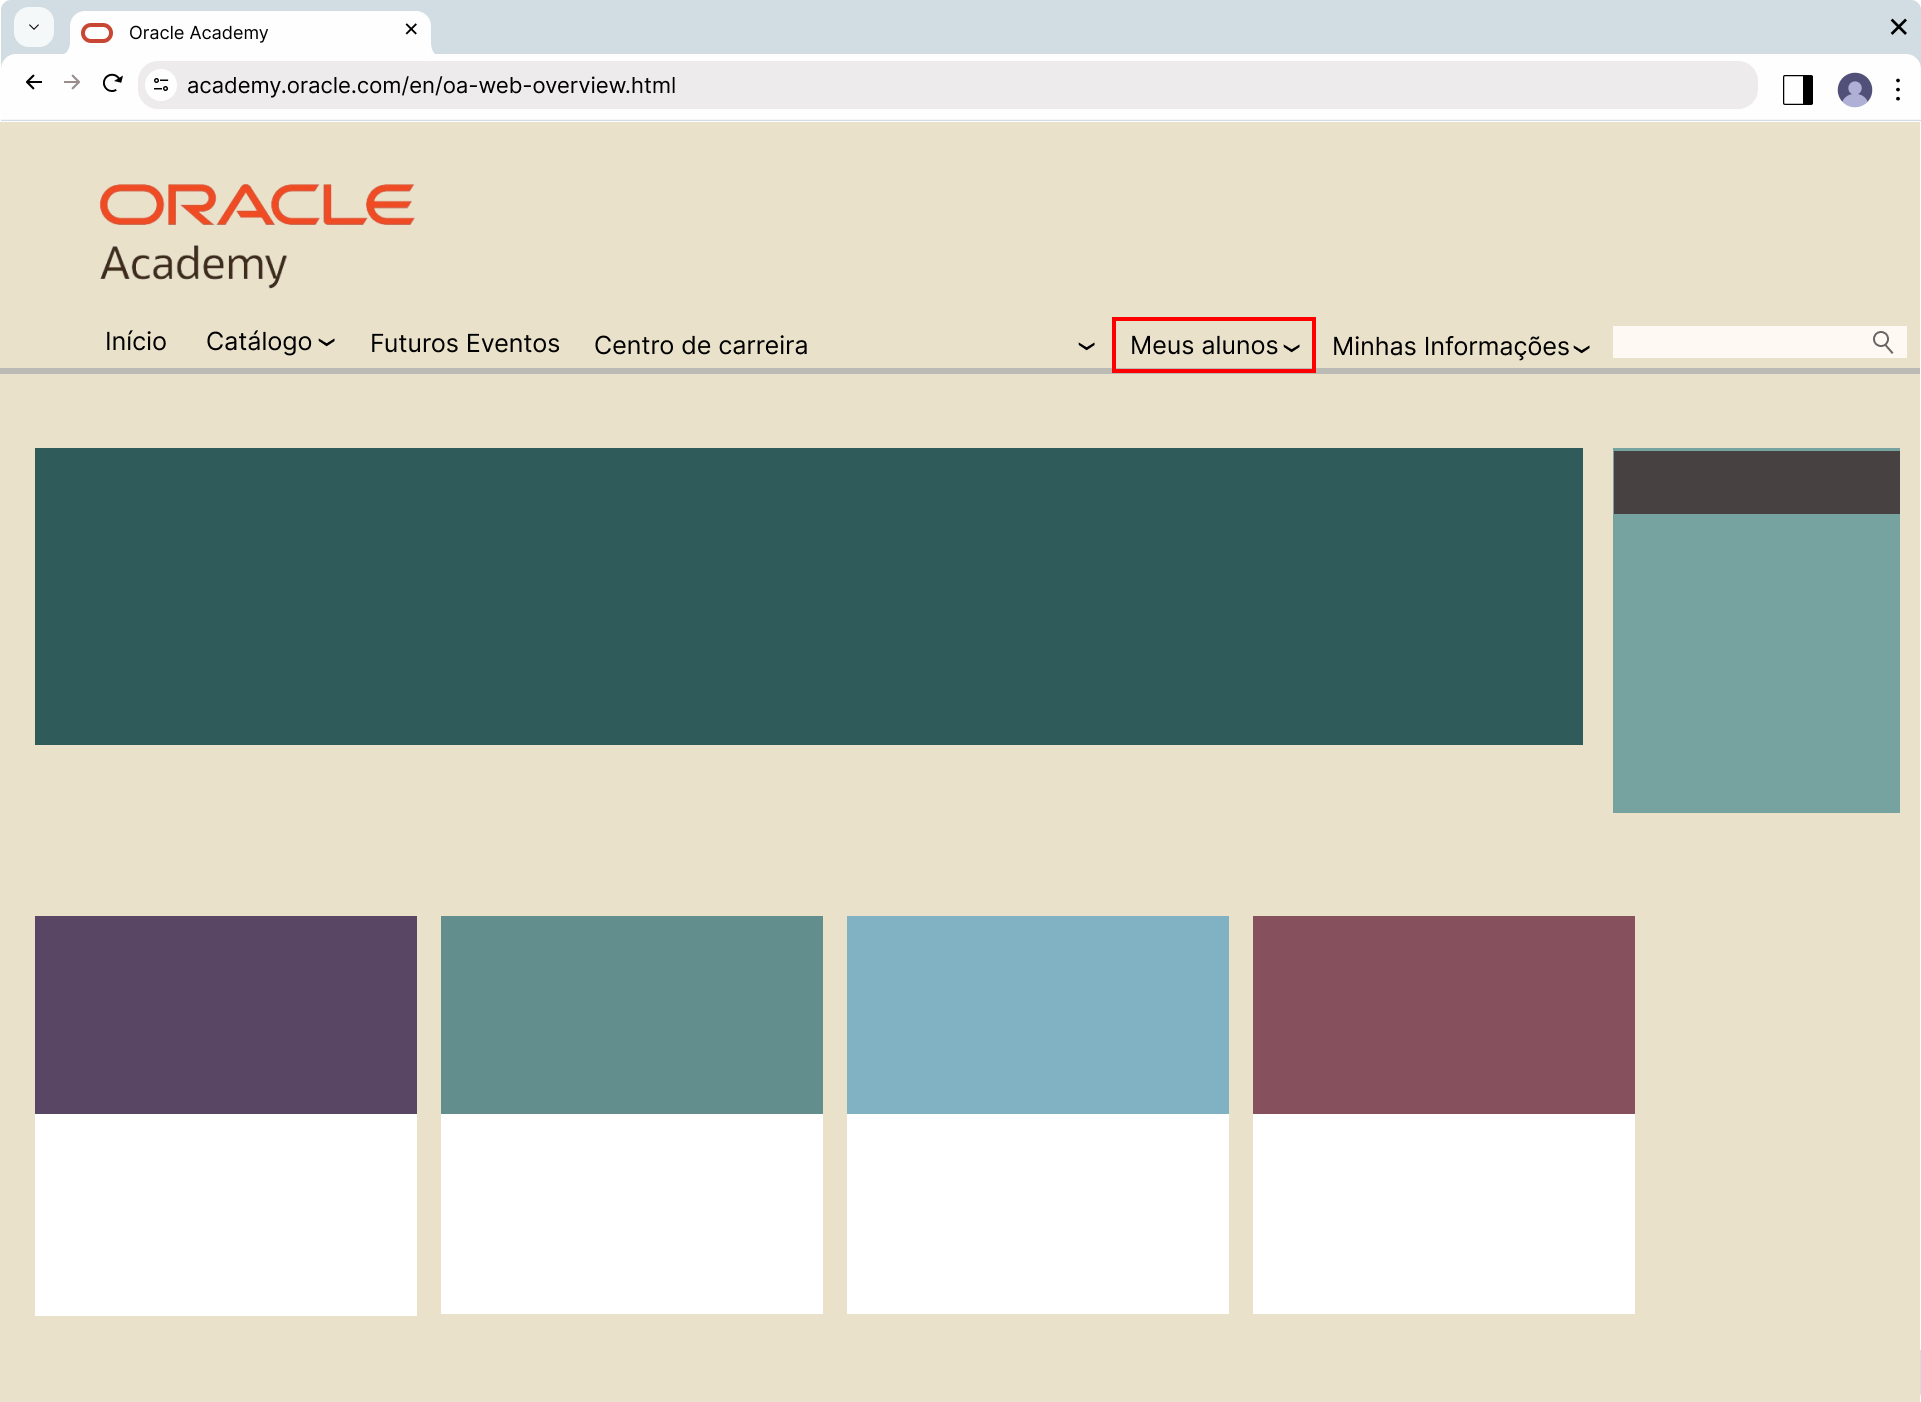 Oracle Academy
academy.oracle.com/en/oa-web-overview.html
ORACLE
Academy
Início Catálogo Futuros Eventos Centro de carreira Meus alunos Minhas Informações